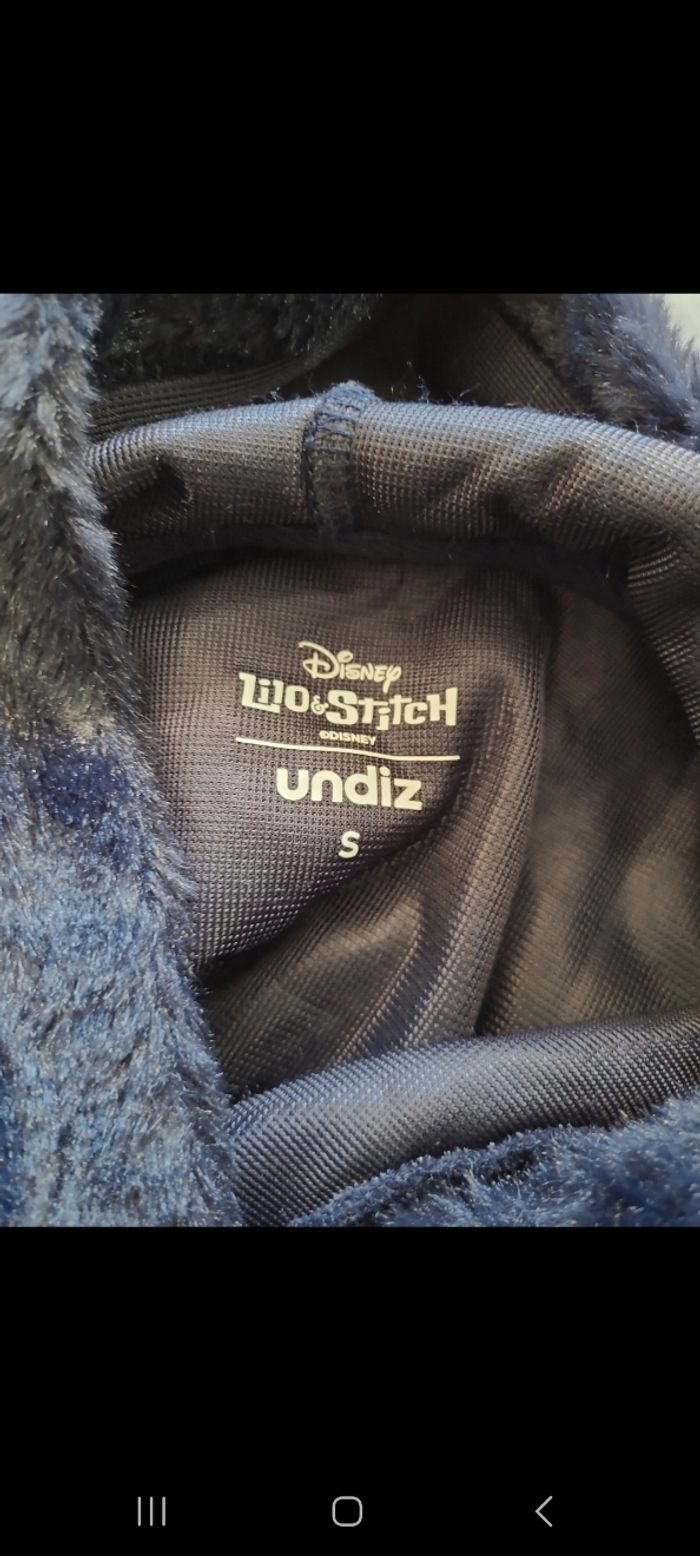 Disney
Lilo & Stitch
©DISNEY
undiz
S